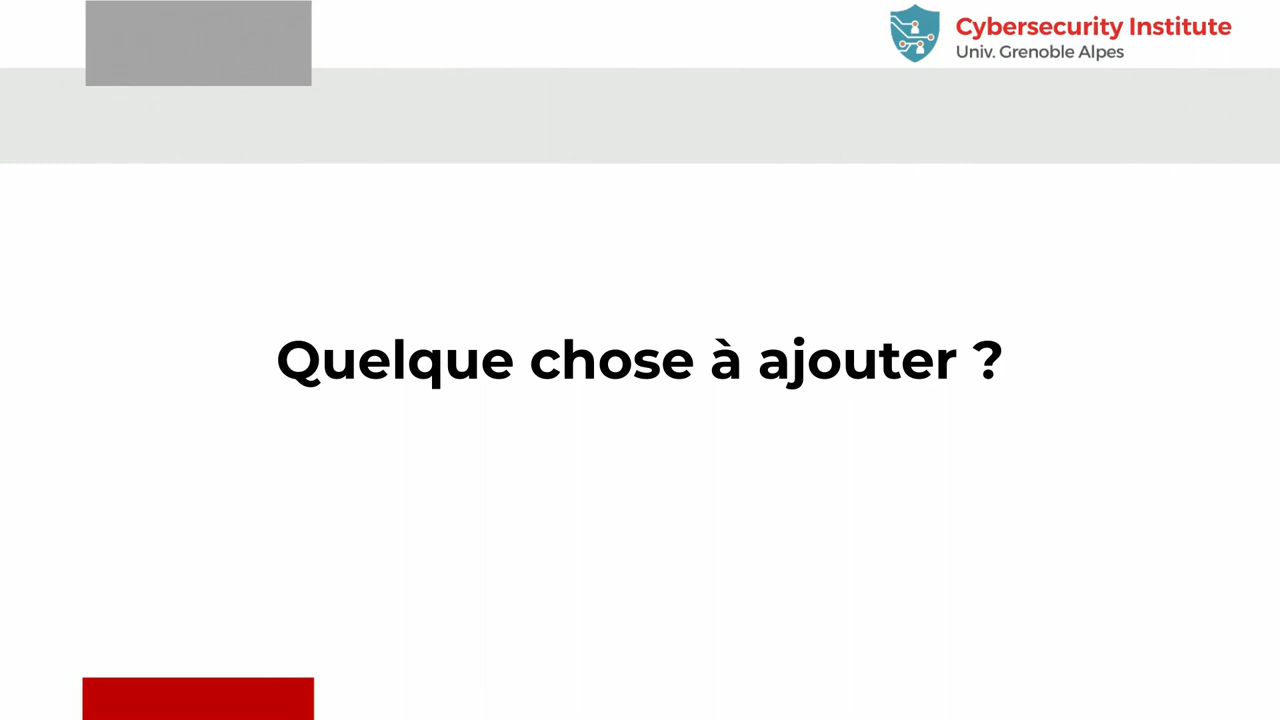 Cybersecurity Institute
Univ. Grenoble Alpes
Quelque chose à ajouter ?